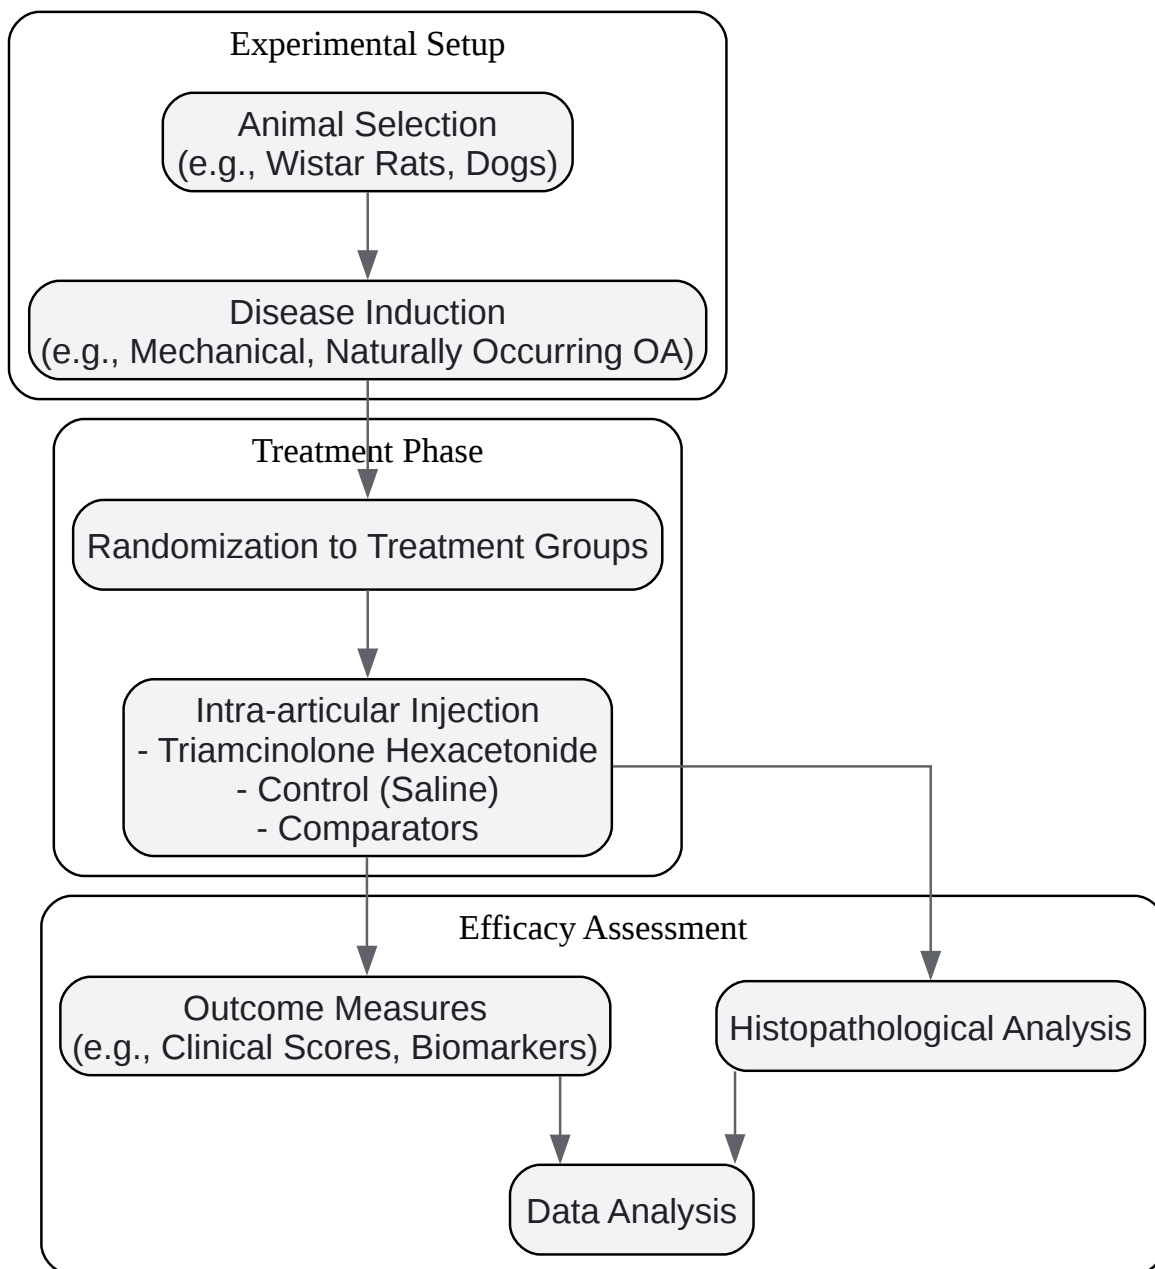 Experimental Setup
Animal Selection
(e.g., Wistar Rats, Dogs)
Disease Induction
(e.g., Mechanical, Naturally Occurring OA)
Treatment Phase
Randomization to Treatment Groups
Intra-articular Injection
- Triamcinolone Hexacetonide
- Control (Saline)
- Comparators
Efficacy Assessment
Outcome Measures
(e.g., Clinical Scores, Biomarkers)
Histopathological Analysis
Data Analysis